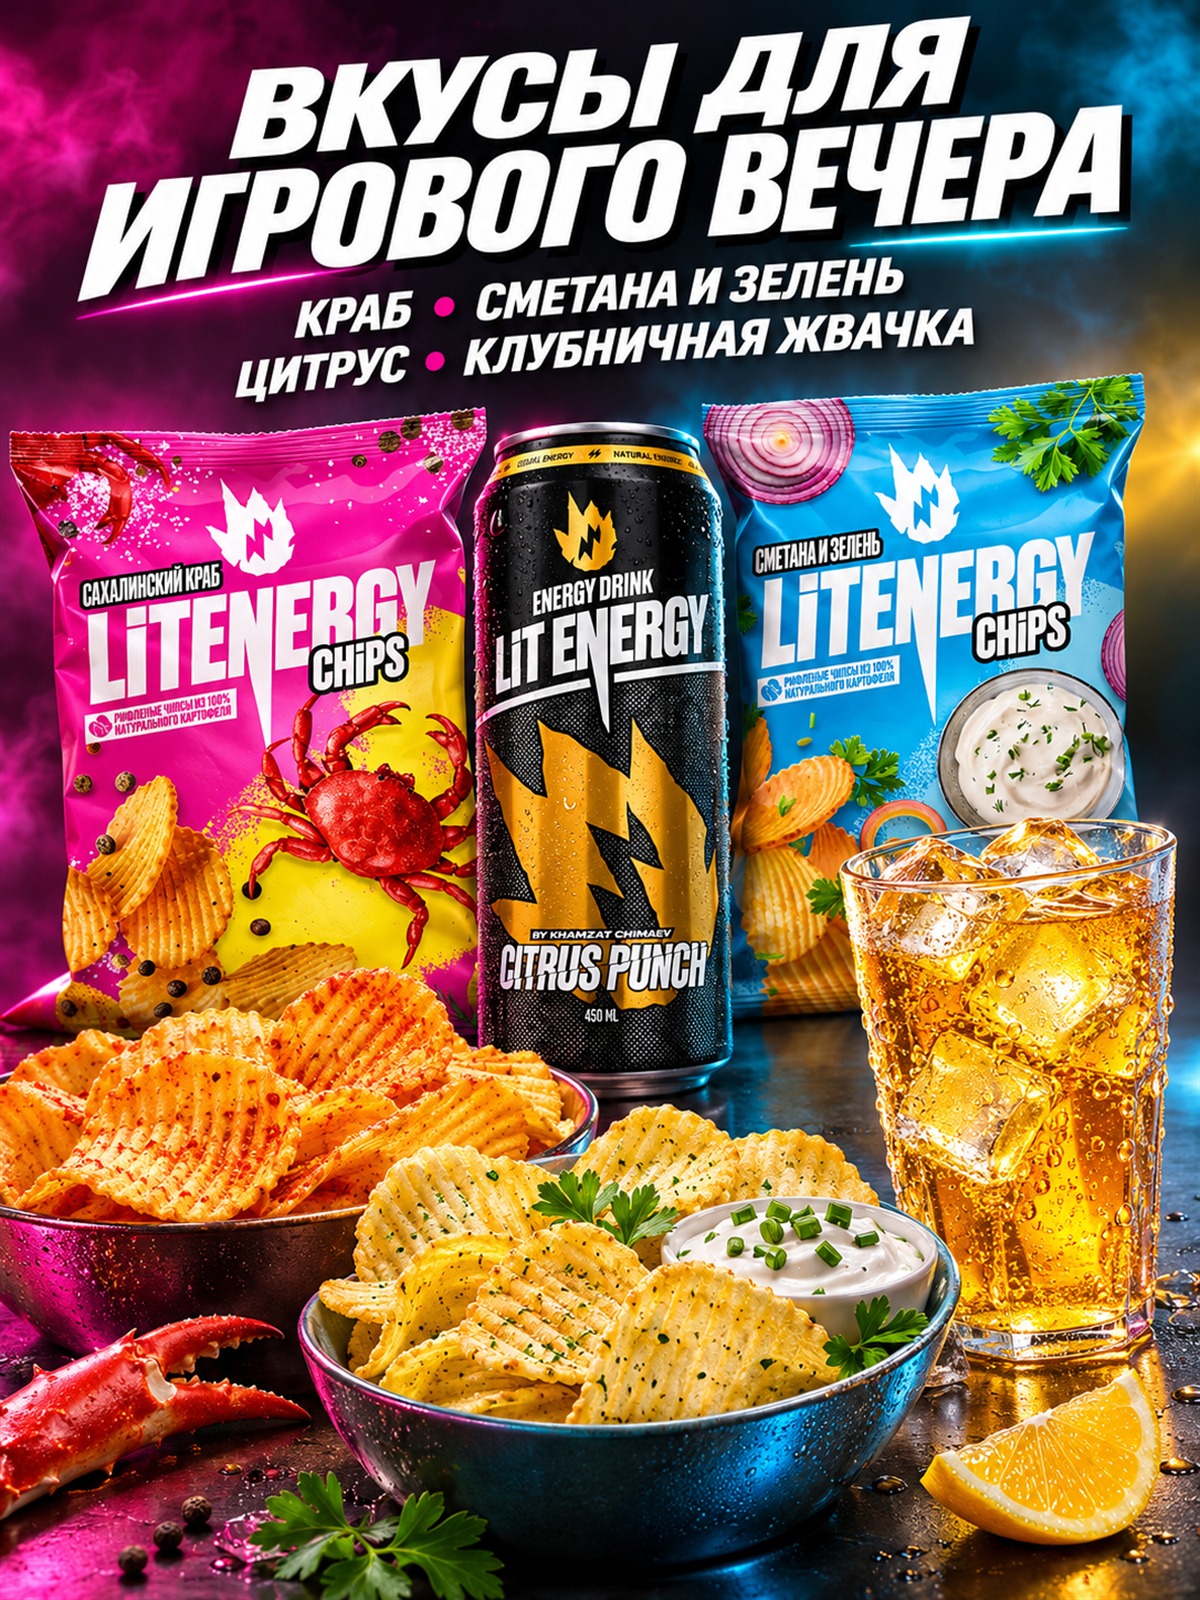 ВКУСЫ ДЛЯ
ИГРОВОГО ВЕЧЕРА
КРАБ • СМЕТАНА И ЗЕЛЕНЬ
ЦИТРУС • КЛУБНИЧНАЯ ЖВАЧКА
САХАЛИНСКИЙ КРАБ
LiTENERGY
CHiPS
РИФЛЕНЫЕ ЧИПСЫ ИЗ 100%
НАТУРАЛЬНОГО КАРТОФЕЛЯ
ENERGY
NATURAL
ENERGY DRINK
LiT ENERGY
BY KHAMZAT CHIMAEV
CITRUS PUNCH
450 ML
СМЕТАНА И ЗЕЛЕНЬ
LiTENERGY
CHiPS
РИФЛЕНЫЕ ЧИПСЫ ИЗ 100%
НАТУРАЛЬНОГО КАРТОФЕЛЯ